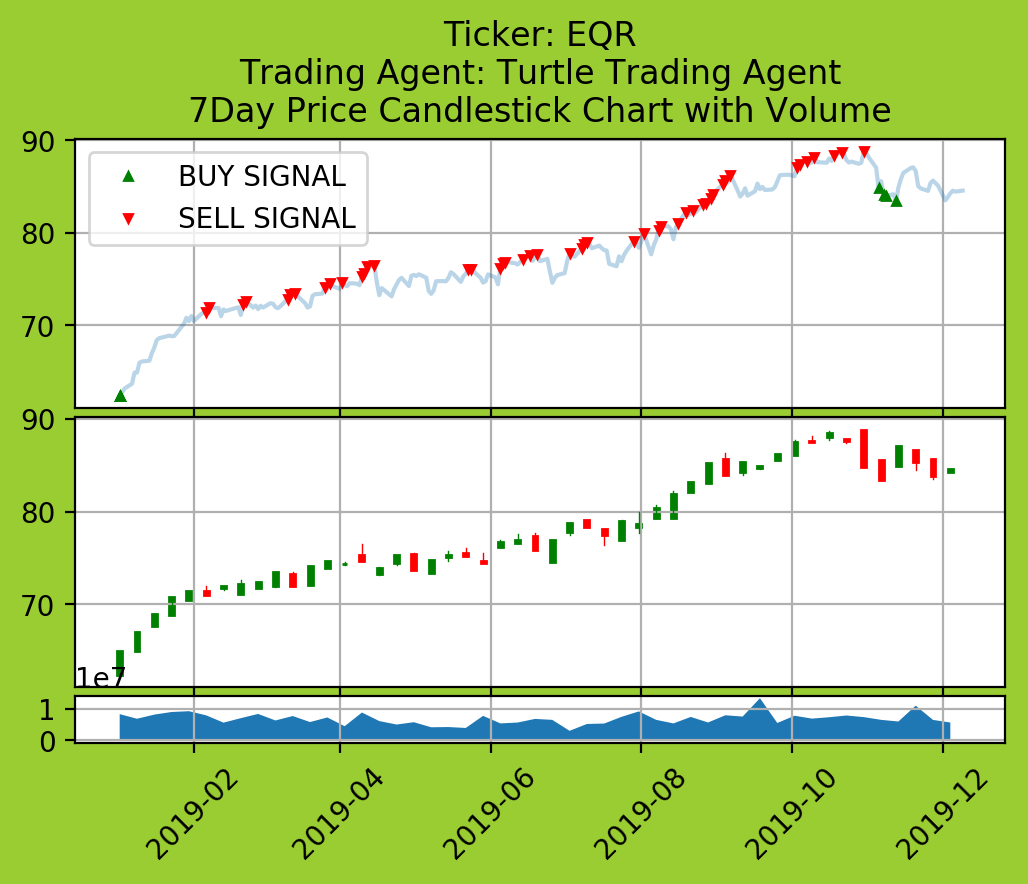 Ticker: EQR
Trading Agent: Turtle Trading Agent
7Day Price Candlestick Chart with Volume
90
BUY SIGNAL
SELL SIGNAL
80
70
90
80
70
1e7
1
0
2019-02
2019-04
2019-06
2019-08
2019-10
2019-12